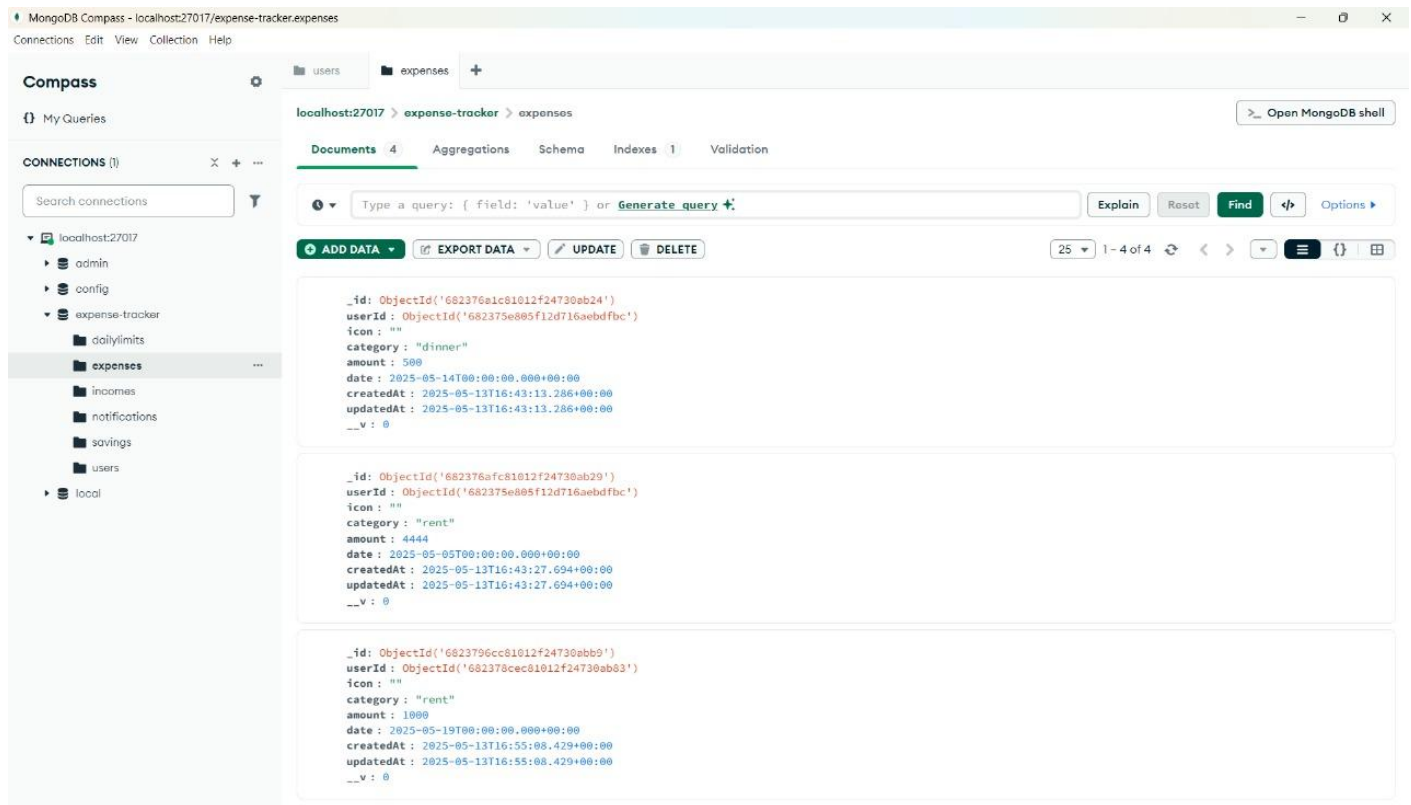 MongoDB Compass - localhost:27017/expense-tracker.expenses
Connections Edit View Collection Help
Compass
{} My Queries
CONNECTIONS (1)
Search connections
localhost:27017
admin
config
expense-tracker
dailylimits
expenses
incomes
notifications
savings
users
local
users
expenses
localhost:27017 > expense-tracker > expenses
>_ Open MongoDB shell
Documents 4 Aggregations Schema Indexes 1 Validation
Type a query: { field: 'value' } or Generate query
Explain Reset Find </> Options
ADD DATA EXPORT DATA UPDATE DELETE
25 1 - 4 of 4 {}
_id: ObjectId('682376a1c81012f24730ab24')
userId : ObjectId('682375e805f12d716aebdfbc')
icon : ""
category : "dinner"
amount : 500
date : 2025-05-14T00:00:00.000+00:00
createdAt : 2025-05-13T16:43:13.286+00:00
updatedAt : 2025-05-13T16:43:13.286+00:00
__v : 0
_id: ObjectId('682376afc81012f24730ab29')
userId : ObjectId('682375e805f12d716aebdfbc')
icon : ""
category : "rent"
amount : 4444
date : 2025-05-05T00:00:00.000+00:00
createdAt : 2025-05-13T16:43:27.694+00:00
updatedAt : 2025-05-13T16:43:27.694+00:00
__v : 0
_id: ObjectId('6823796cc81012f24730abb9')
userId : ObjectId('682378cec81012f24730ab83')
icon : ""
category : "rent"
amount : 1000
date : 2025-05-19T00:00:00.000+00:00
createdAt : 2025-05-13T16:55:08.429+00:00
updatedAt : 2025-05-13T16:55:08.429+00:00
__v : 0